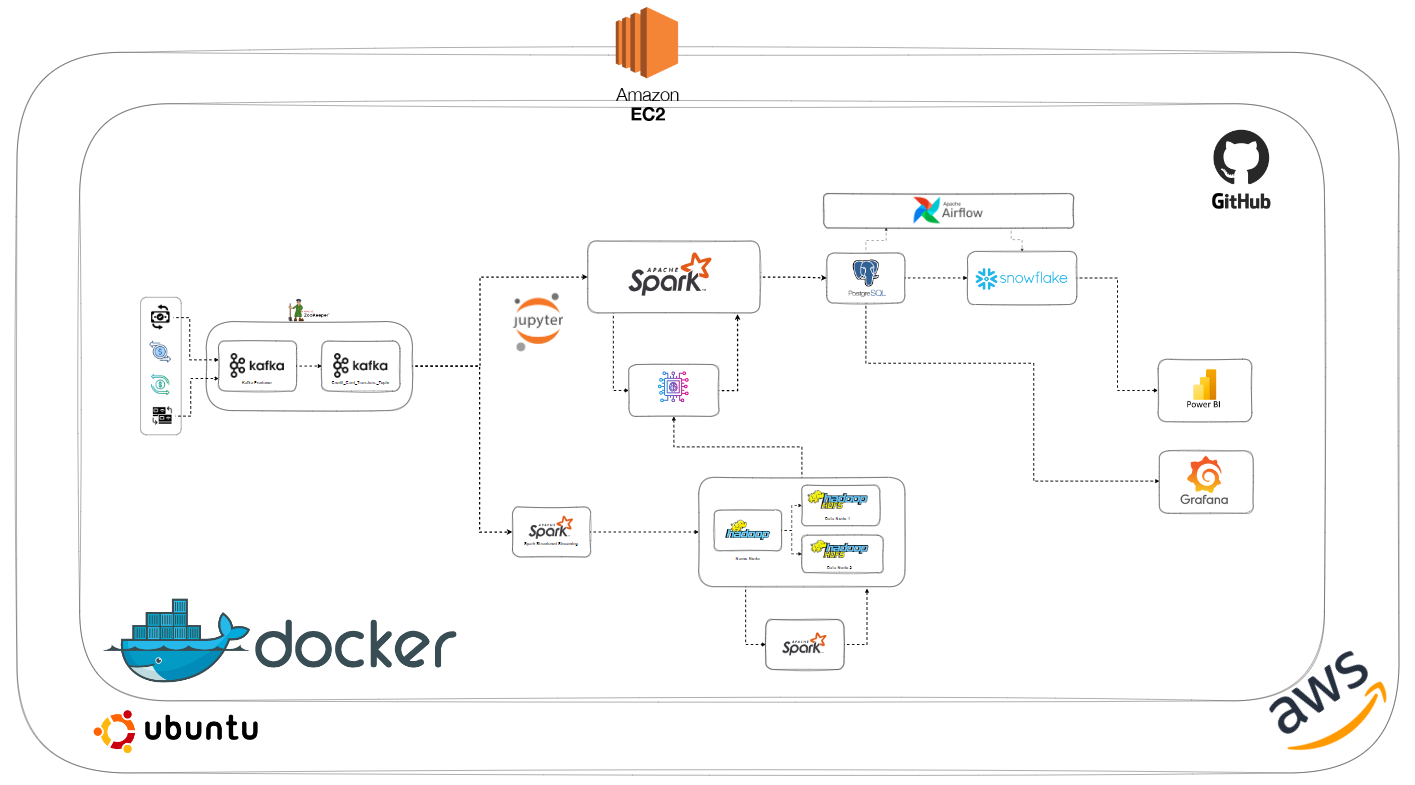 Amazon
EC2
GitHub
Apache
Airflow
APACHE
Spark
PostgreSQL
snowflake
jupyter
ZooKeeper
kafka
kafka
Kafka Producer
Power BI
Grafana
APACHE
Spark
Spark Structured Streaming
hadoop
Name Node
hadoop
HDFS
Data Node 1
hadoop
HDFS
Data Node 2
APACHE
Spark
docker
ubuntu
aws